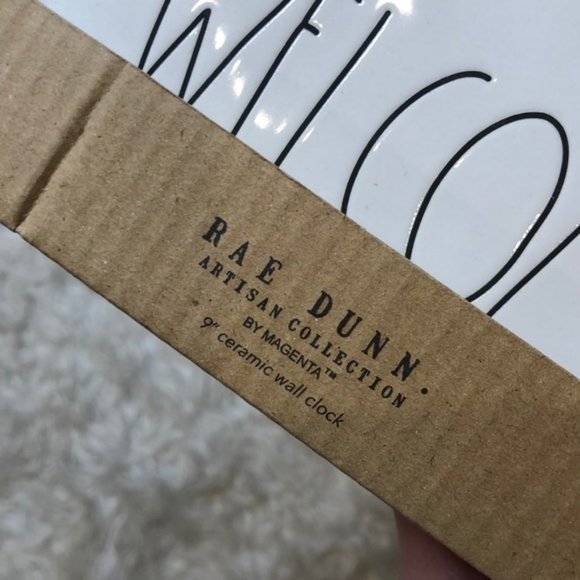 WELCO
RAE DUNN.
ARTISAN COLLECTION
BY MAGENTA™
9" ceramic wall clock